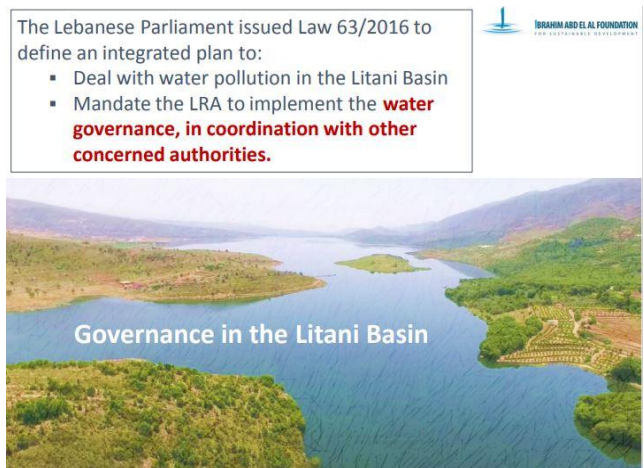 The Lebanese Parliament issued Law 63/2016 to
define an integrated plan to:
▪ Deal with water pollution in the Litani Basin
▪ Mandate the LRA to implement the water
governance, in coordination with other
concerned authorities.
İBRAHIM ABD EL AL FOUNDATION
FOR SUSTAINABLE DEVELOPMENT
Governance in the Litani Basin